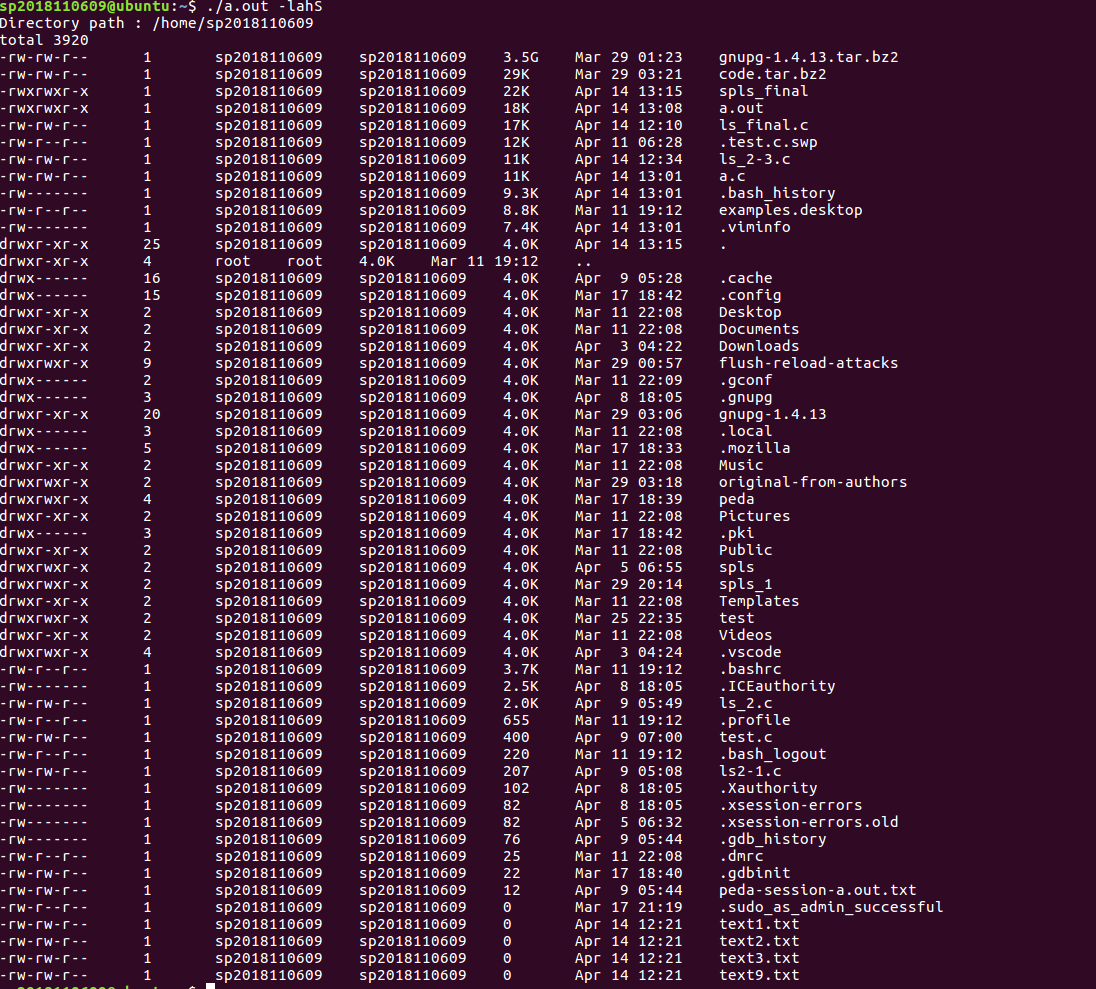 sp2018110609@ubuntu:~$ ./a.out -lahS
Directory path : /home/sp2018110609
total 3920
-rw-rw-r-- 1 sp2018110609 sp2018110609 3.5G Mar 29 01:23 gnupg-1.4.13.tar.bz2
-rw-rw-r-- 1 sp2018110609 sp2018110609 29K Mar 29 03:21 code.tar.bz2
-rwxrwxr-x 1 sp2018110609 sp2018110609 22K Apr 14 13:15 spls_final
-rwxrwxr-x 1 sp2018110609 sp2018110609 18K Apr 14 13:08 a.out
-rw-rw-r-- 1 sp2018110609 sp2018110609 17K Apr 14 12:10 ls_final.c
-rw-r--r-- 1 sp2018110609 sp2018110609 12K Apr 11 06:28 .test.c.swp
-rw-rw-r-- 1 sp2018110609 sp2018110609 11K Apr 14 12:34 ls_2-3.c
-rw-rw-r-- 1 sp2018110609 sp2018110609 11K Apr 14 13:01 a.c
-rw------- 1 sp2018110609 sp2018110609 9.3K Apr 14 13:01 .bash_history
-rw-r--r-- 1 sp2018110609 sp2018110609 8.8K Mar 11 19:12 examples.desktop
-rw------- 1 sp2018110609 sp2018110609 7.4K Apr 14 13:01 .viminfo
drwxr-xr-x 25 sp2018110609 sp2018110609 4.0K Apr 14 13:15 .
drwxr-xr-x 4 root root 4.0K Mar 11 19:12 ..
drwx------ 16 sp2018110609 sp2018110609 4.0K Apr 9 05:28 .cache
drwx------ 15 sp2018110609 sp2018110609 4.0K Mar 17 18:42 .config
drwxr-xr-x 2 sp2018110609 sp2018110609 4.0K Mar 11 22:08 Desktop
drwxr-xr-x 2 sp2018110609 sp2018110609 4.0K Mar 11 22:08 Documents
drwxr-xr-x 2 sp2018110609 sp2018110609 4.0K Apr 3 04:22 Downloads
drwxrwxr-x 9 sp2018110609 sp2018110609 4.0K Mar 29 00:57 flush-reload-attacks
drwx------ 2 sp2018110609 sp2018110609 4.0K Mar 11 22:09 .gconf
drwx------ 3 sp2018110609 sp2018110609 4.0K Apr 8 18:05 .gnupg
drwxr-xr-x 20 sp2018110609 sp2018110609 4.0K Mar 29 03:06 gnupg-1.4.13
drwx------ 3 sp2018110609 sp2018110609 4.0K Mar 11 22:08 .local
drwx------ 5 sp2018110609 sp2018110609 4.0K Mar 17 18:33 .mozilla
drwxr-xr-x 2 sp2018110609 sp2018110609 4.0K Mar 11 22:08 Music
drwxrwxr-x 2 sp2018110609 sp2018110609 4.0K Mar 29 03:18 original-from-authors
drwxrwxr-x 4 sp2018110609 sp2018110609 4.0K Mar 17 18:39 peda
drwxr-xr-x 2 sp2018110609 sp2018110609 4.0K Mar 11 22:08 Pictures
drwx------ 3 sp2018110609 sp2018110609 4.0K Mar 17 18:42 .pki
drwxr-xr-x 2 sp2018110609 sp2018110609 4.0K Mar 11 22:08 Public
drwxrwxr-x 2 sp2018110609 sp2018110609 4.0K Apr 5 06:55 spls
drwxrwxr-x 2 sp2018110609 sp2018110609 4.0K Mar 29 20:14 spls_1
drwxr-xr-x 2 sp2018110609 sp2018110609 4.0K Mar 11 22:08 Templates
drwxrwxr-x 2 sp2018110609 sp2018110609 4.0K Mar 25 22:35 test
drwxr-xr-x 2 sp2018110609 sp2018110609 4.0K Mar 11 22:08 Videos
drwxrwxr-x 4 sp2018110609 sp2018110609 4.0K Apr 3 04:24 .vscode
-rw-r--r-- 1 sp2018110609 sp2018110609 3.7K Mar 11 19:12 .bashrc
-rw------- 1 sp2018110609 sp2018110609 2.5K Apr 8 18:05 .ICEauthority
-rw-rw-r-- 1 sp2018110609 sp2018110609 2.0K Apr 9 05:49 ls_2.c
-rw-r--r-- 1 sp2018110609 sp2018110609 655 Mar 11 19:12 .profile
-rw-rw-r-- 1 sp2018110609 sp2018110609 400 Apr 9 07:00 test.c
-rw-r--r-- 1 sp2018110609 sp2018110609 220 Mar 11 19:12 .bash_logout
-rw-rw-r-- 1 sp2018110609 sp2018110609 207 Apr 9 05:08 ls2-1.c
-rw------- 1 sp2018110609 sp2018110609 102 Apr 8 18:05 .Xauthority
-rw------- 1 sp2018110609 sp2018110609 82 Apr 8 18:05 .xsession-errors
-rw------- 1 sp2018110609 sp2018110609 82 Apr 5 06:32 .xsession-errors.old
-rw------- 1 sp2018110609 sp2018110609 76 Apr 9 05:44 .gdb_history
-rw-r--r-- 1 sp2018110609 sp2018110609 25 Mar 11 22:08 .dmrc
-rw-rw-r-- 1 sp2018110609 sp2018110609 22 Mar 17 18:40 .gdbinit
-rw-rw-r-- 1 sp2018110609 sp2018110609 12 Apr 9 05:44 peda-session-a.out.txt
-rw-r--r-- 1 sp2018110609 sp2018110609 0 Mar 17 21:19 .sudo_as_admin_successful
-rw-rw-r-- 1 sp2018110609 sp2018110609 0 Apr 14 12:21 text1.txt
-rw-rw-r-- 1 sp2018110609 sp2018110609 0 Apr 14 12:21 text2.txt
-rw-rw-r-- 1 sp2018110609 sp2018110609 0 Apr 14 12:21 text3.txt
-rw-rw-r-- 1 sp2018110609 sp2018110609 0 Apr 14 12:21 text9.txt